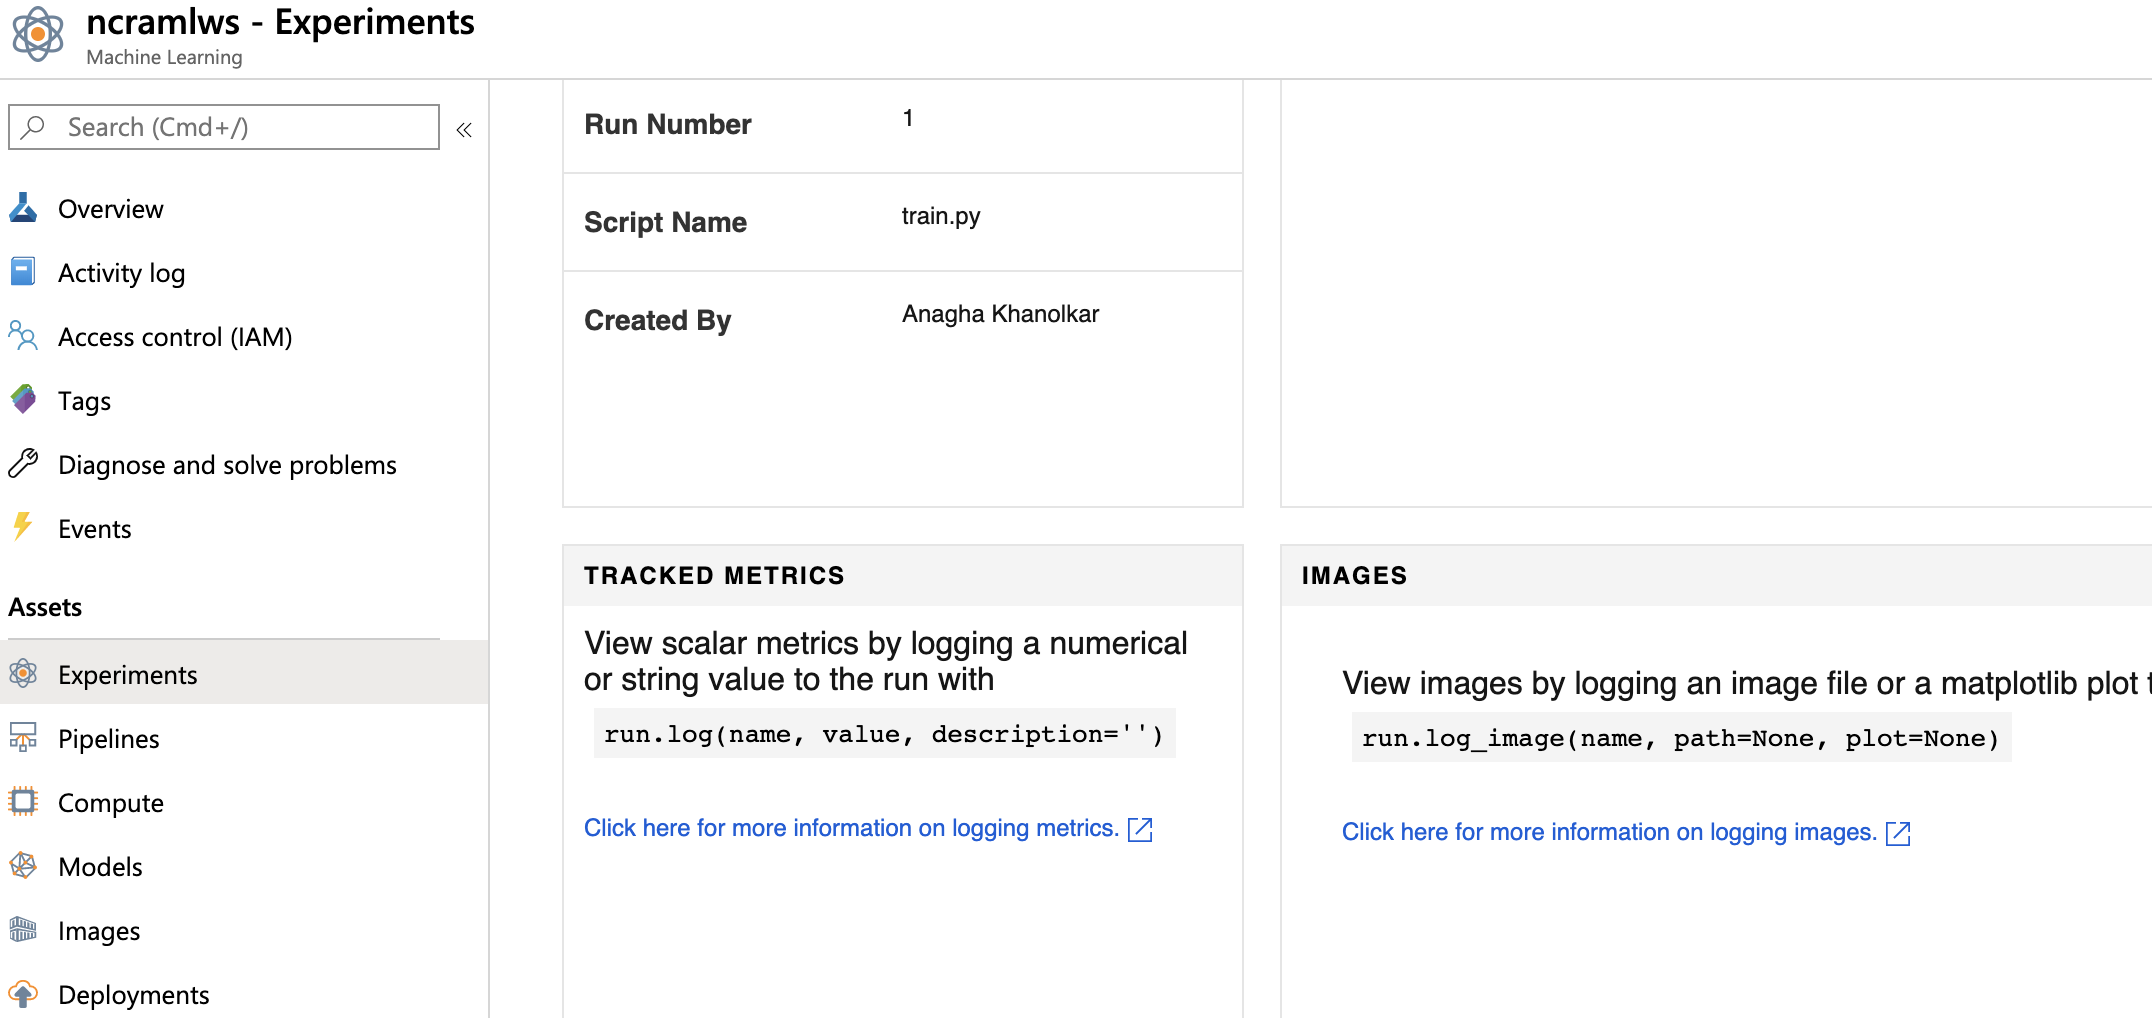 ncramlws - Experiments
Machine Learning
Search (Cmd+/)
«
Overview
Activity log
Access control (IAM)
Tags
Diagnose and solve problems
Events
Assets
Experiments
Pipelines
Compute
Models
Images
Deployments
Run Number 1
Script Name train.py
Created By Anagha Khanolkar
TRACKED METRICS
View scalar metrics by logging a numerical
or string value to the run with
run.log(name, value, description='')
Click here for more information on logging metrics.
IMAGES
View images by logging an image file or a matplotlib plot
run.log_image(name, path=None, plot=None)
Click here for more information on logging images.